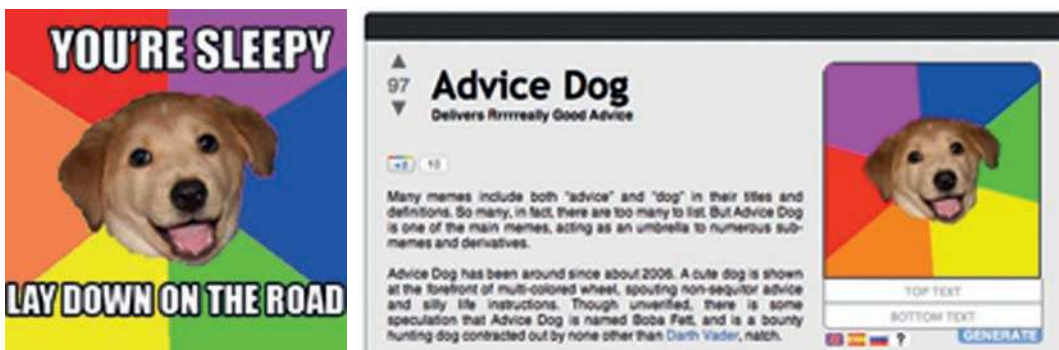 YOU'RE SLEEPY
LAY DOWN ON THE ROAD
97
Advice Dog
Delivers Rrrrreally Good Advice
10
Many memes include both "advice" and "dog" in their titles and
definitions. So many, in fact, there are too many to list. But Advice Dog
is one of the main memes, acting as an umbrella to numerous sub-
memes and derivatives.
Advice Dog has been around since about 2006. A cute dog is shown
at the forefront of multi-colored wheel, spouting non-sequitor advice
and silly life instructions. Though unverified, there is some
speculation that Advice Dog is named Boba Fett, and is a bounty
hunting dog contracted out by none other than Darth Vader, natch.
TOP TEXT
BOTTOM TEXT
?
GENERATE